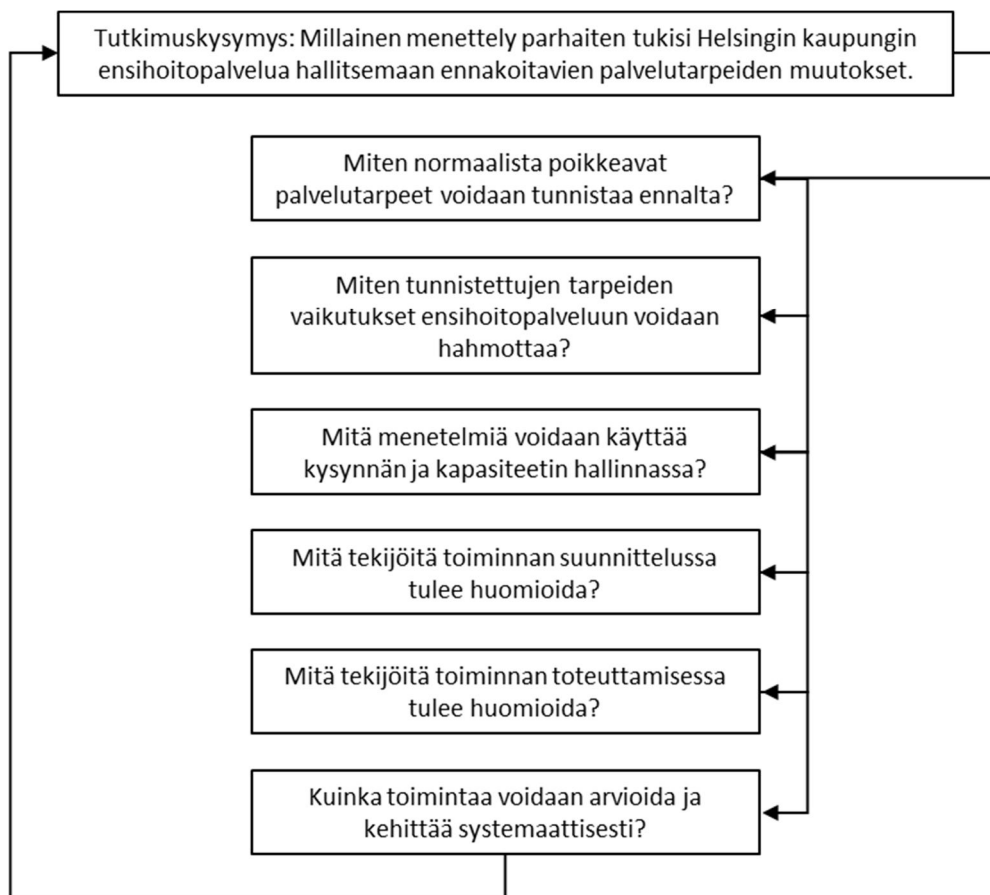 Tutkimuskysymys: Millainen menettely parhaiten tukisi Helsingin kaupungin
ensihoitopalvelua hallitsemaan ennakoitavien palvelutarpeiden muutokset.
Miten normaalista poikkeavat
palvelutarpeet voidaan tunnistaa ennalta?
Miten tunnistettujen tarpeiden
vaikutukset ensihoitopalveluun voidaan
hahmottaa?
Mitä menetelmiä voidaan käyttää
kysynnän ja kapasiteetin hallinnassa?
Mitä tekijöitä toiminnan suunnittelussa
tulee huomioida?
Mitä tekijöitä toiminnan toteuttamisessa
tulee huomioida?
Kuinka toimintaa voidaan arvioida ja
kehittää systemaattisesti?